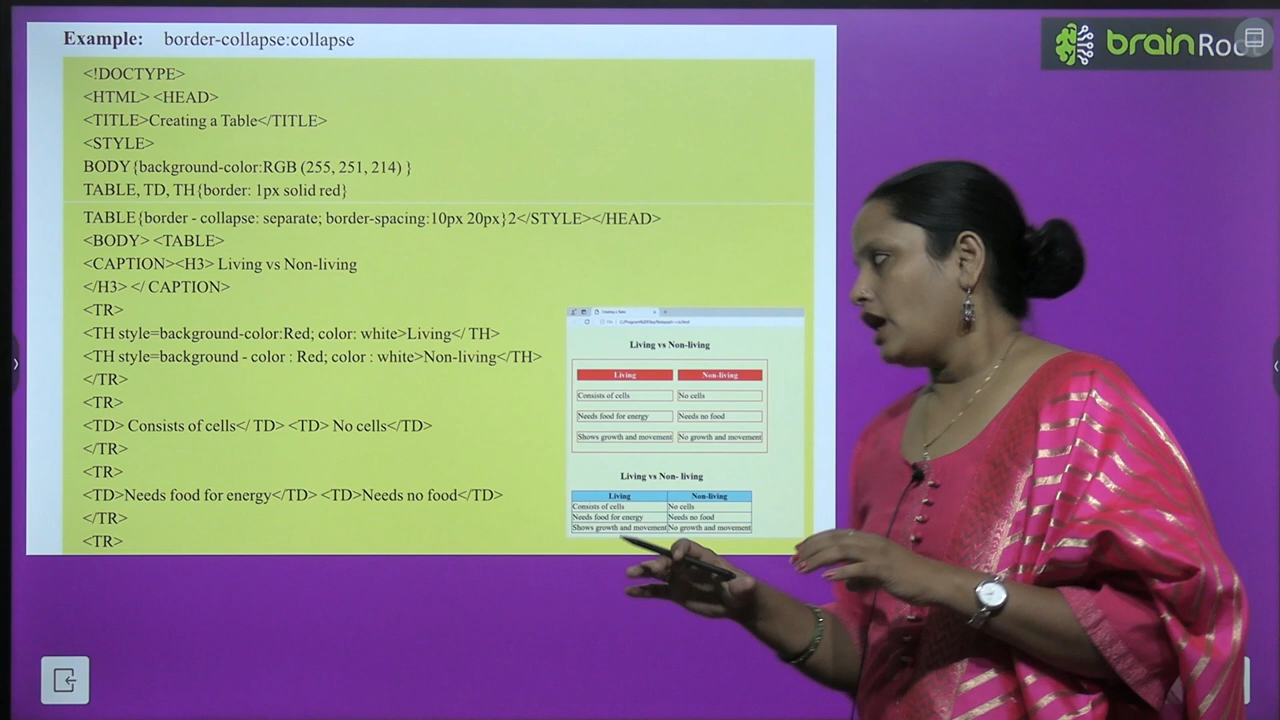 Example: border-collapse:collapse
brainRoot
<!DOCTYPE>
<HTML> <HEAD>
<TITLE>Creating a Table</TITLE>
<STYLE>
BODY{background-color:RGB (255, 251, 214) }
TABLE, TD, TH{border: 1px solid red}
TABLE{border - collapse: separate; border-spacing:10px 20px}2</STYLE></HEAD>
<BODY> <TABLE>
<CAPTION><H3> Living vs Non-living
</H3> </ CAPTION>
<TR>
<TH style=background-color:Red; color: white>Living</ TH>
<TH style=background - color : Red; color : white>Non-living</TH>
</TR>
<TR>
<TD> Consists of cells</ TD> <TD> No cells</TD>
</TR>
<TR>
<TD>Needs food for energy</TD> <TD>Needs no food</TD>
</TR>
<TR>
Creating a Table
Living vs Non-living
Living Non-living
Consists of cells No cells
Needs food for energy Needs no food
Shows growth and movement No growth and movement
Living vs Non- living
Living Non-living
Consists of cells No cells
Needs food for energy Needs no food
Shows growth and movement No growth and movement